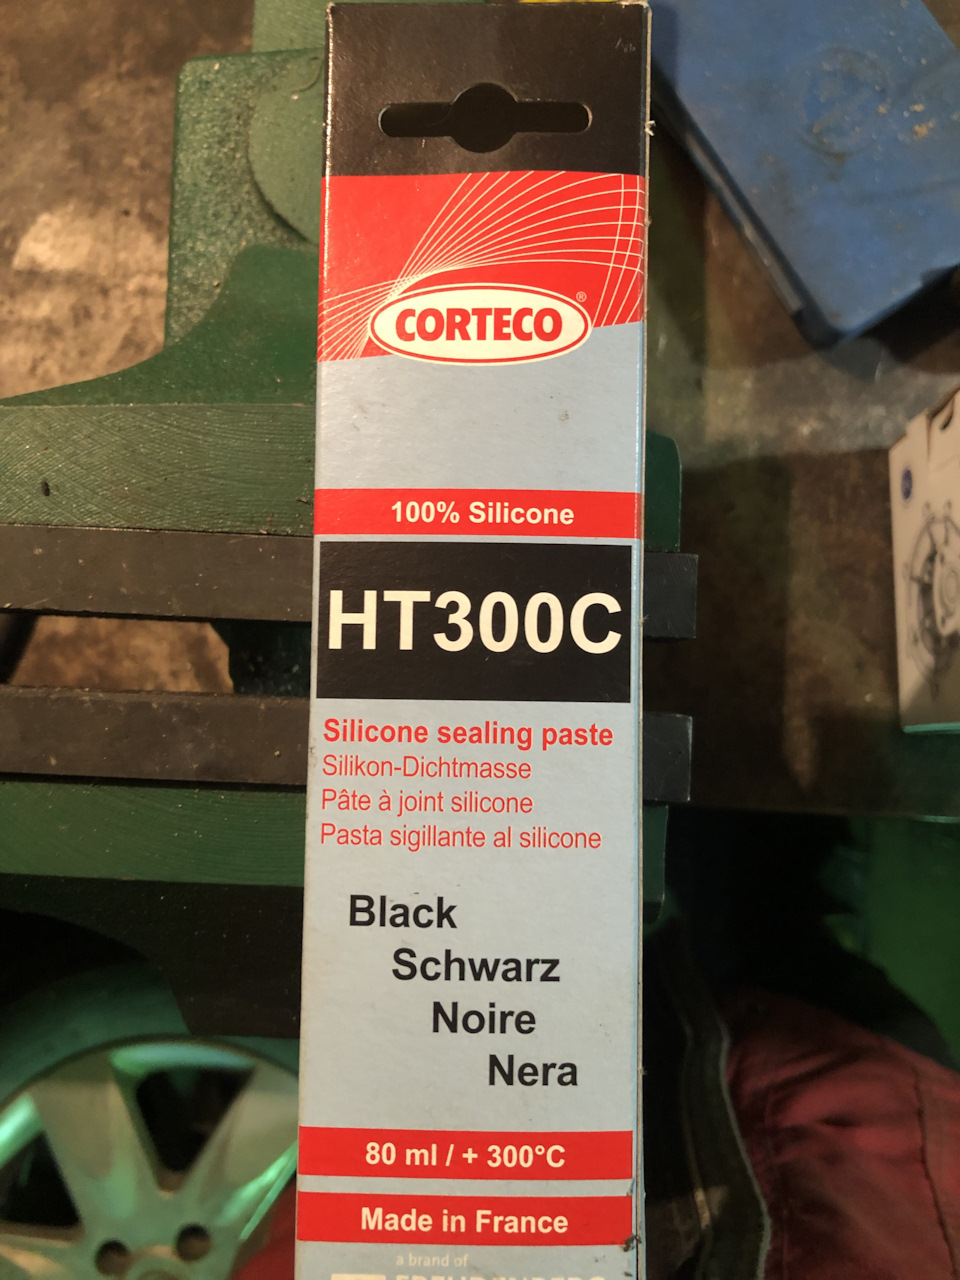 CORTECO®
100% Silicone
HT300C
Silicone sealing paste
Silikon-Dichtmasse
Pâte à joint silicone
Pasta sigillante al silicone
Black
Schwarz
Noire
Nera
80 ml / + 300°C
Made in France
a brand of
FREUDENBERG